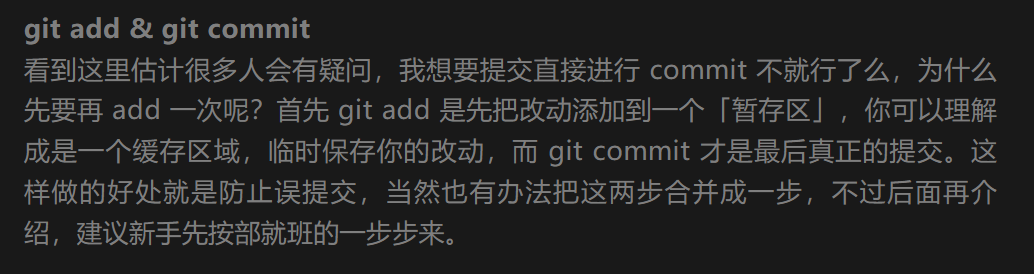 git add & git commit
看到这里估计很多人会有疑问，我想要提交直接进行 commit 不就行了么，为什么
先要再 add 一次呢？首先 git add 是先把改动添加到一个「暂存区」，你可以理解
成是一个缓存区域，临时保存你的改动，而 git commit 才是最后真正的提交。这
样做的好处就是防止误提交，当然也有办法把这两步合并成一步，不过后面再介
绍，建议新手先按部就班的一步步来。